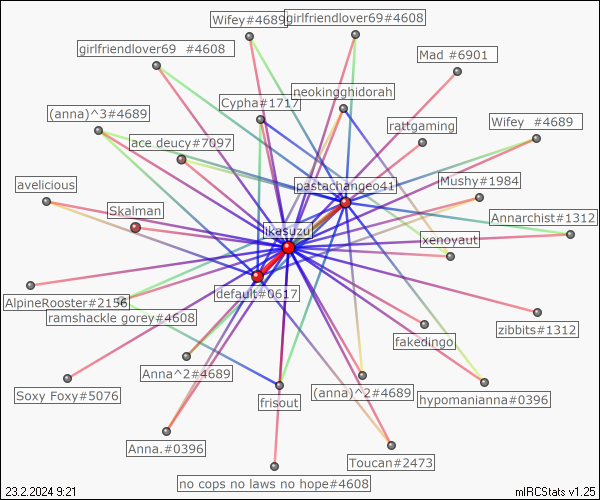 Wifey #4689
girlfriendlover69#4608
girlfriendlover69 #4608
Mad #6901
neokingghidorah
Cypha#1717
(anna)^3#4689
rattgaming
Wifey #4689
ace deucy#7097
avelicious
pastachangeo41
Mushy#1984
Skalman
Annarchist#1312
ikasuzu
xenoyaut
default#0617
AlpineRooster#2156
ramshackle gorey#4608
zibbits#1312
fakedingo
Anna^2#4689
Soxy Foxy#5076
(anna)^2#4689
hypomanianna#0396
frisout
Anna.#0396
Toucan#2473
no cops no laws no hope#4608
23.2.2024 9:21
mIRCStats v1.25